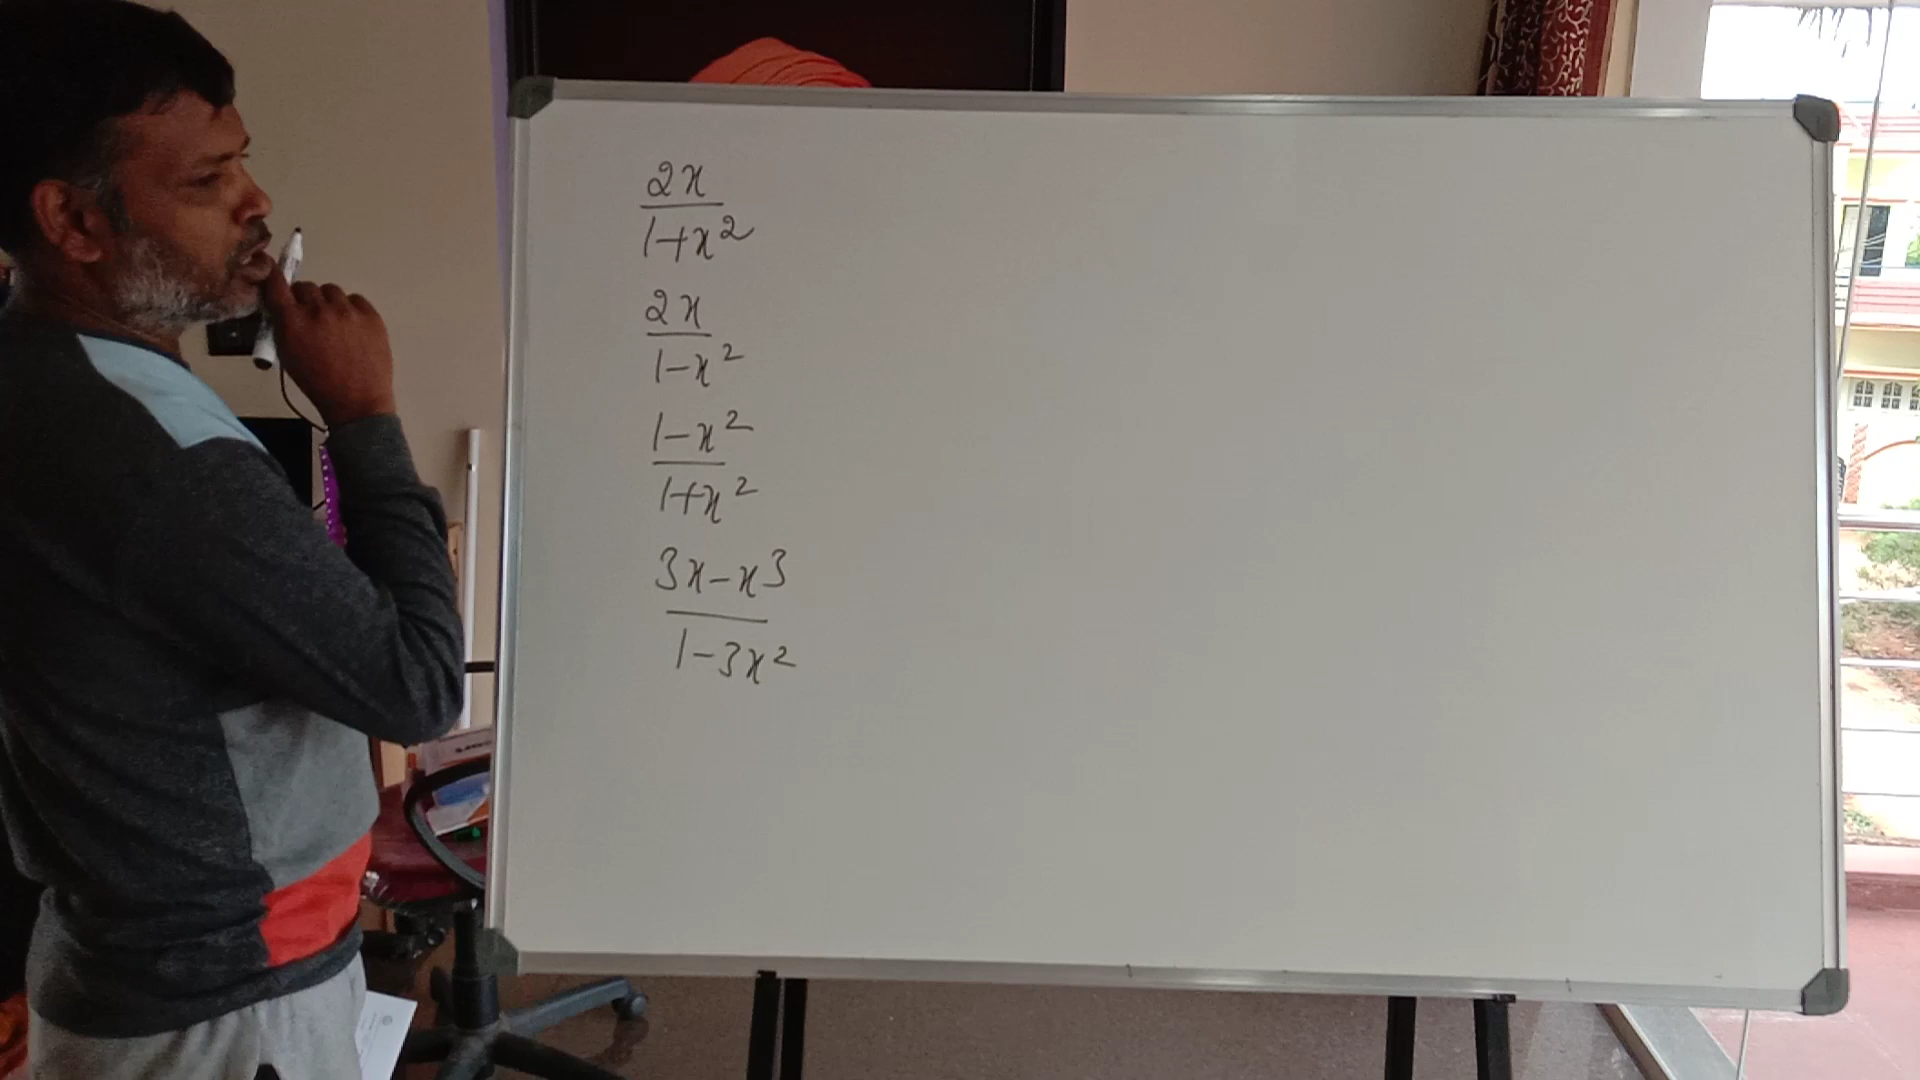 2x
1+x²
2x
1-x²
1-x²
1+x²
3x-x3
1-3x²